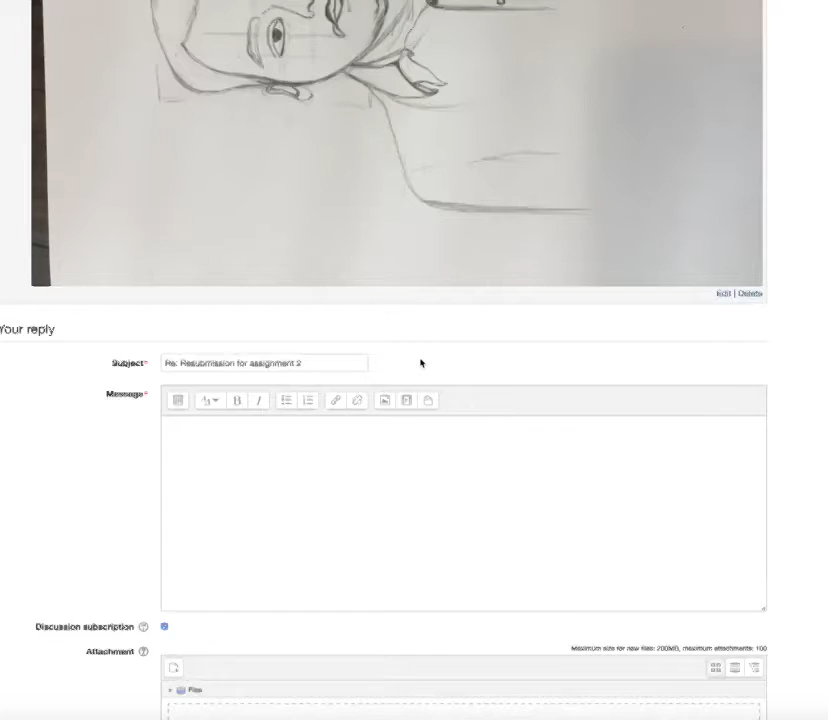 Edit | Delete
Your reply
Subject*
Re: Resubmission for assignment 2
Message*
Discussion subscription
Attachment
Maximum size for new files: 200MB, maximum attachments: 100
Files